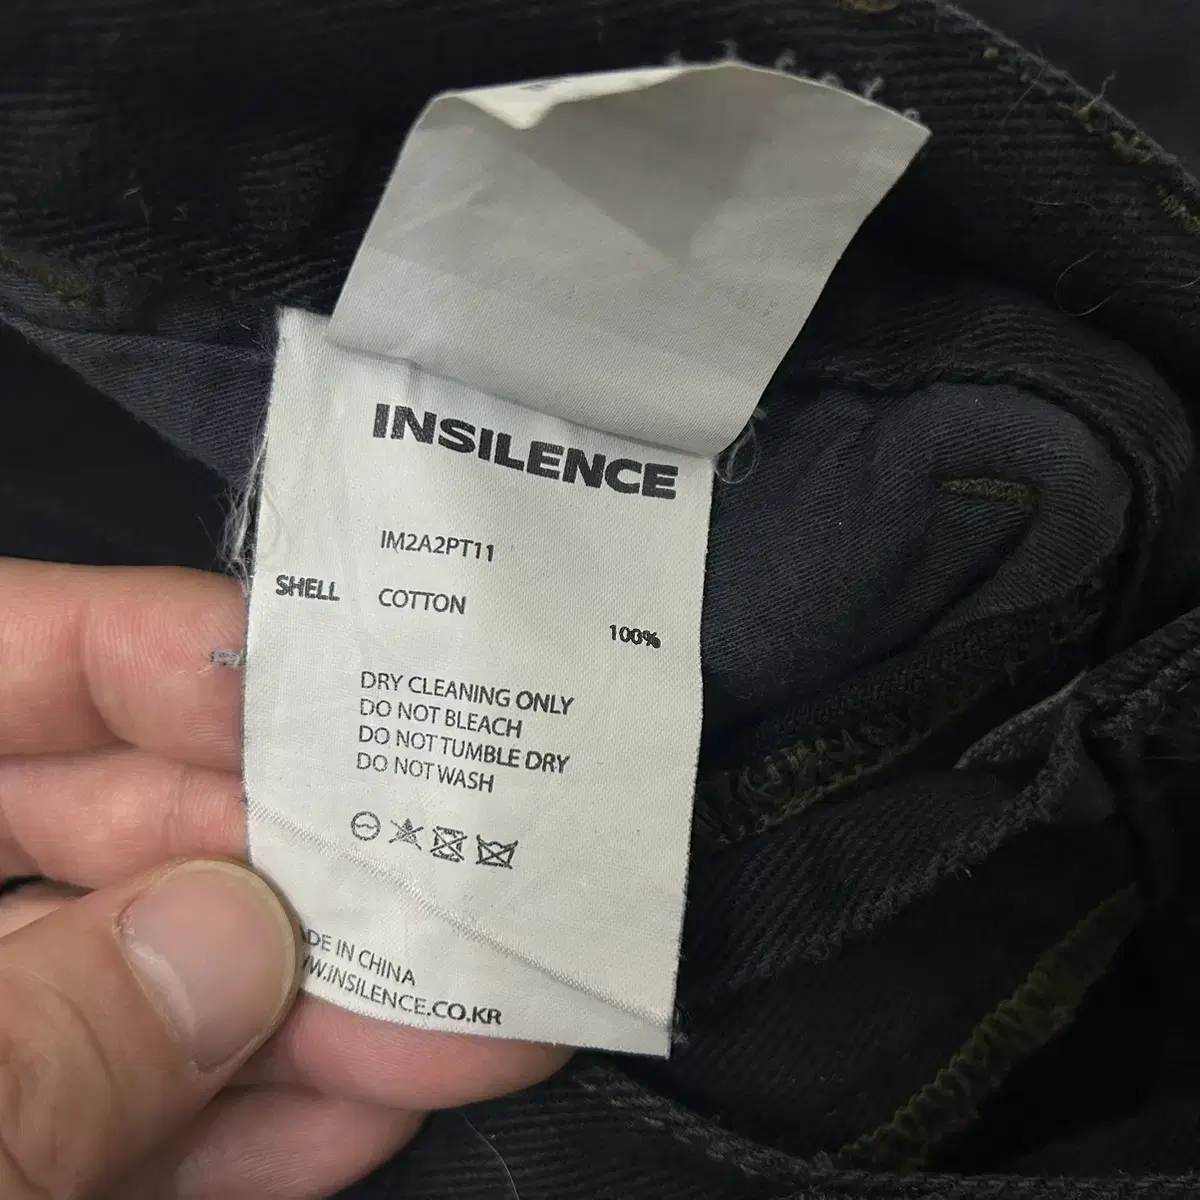 INSILENCE
IM2A2PT11
SHELL COTTON
100%
DRY CLEANING ONLY
DO NOT BLEACH
DO NOT TUMBLE DRY
DO NOT WASH
ADE IN CHINA
W.INSILENCE.CO.KR